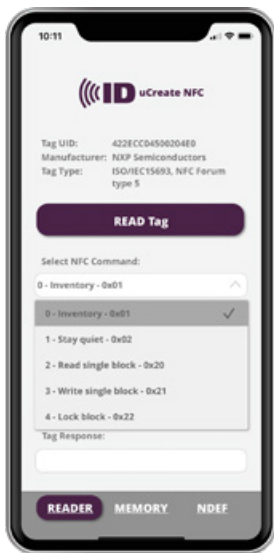 10:11
ID uCreate NFC
Tag UID: 422ECC04500204E0
Manufacturer: NXP Semiconductors
Tag Type: ISO/IEC15693, NFC Forum
type 5
READ Tag
Select NFC Command:
0 - Inventory - 0x01
0 - Inventory - 0x01
1 - Stay quiet - 0x02
2 - Read single block - 0x20
3 - Write single block - 0x21
4 - Lock block - 0x22
Tag Response:
READER MEMORY NDEF